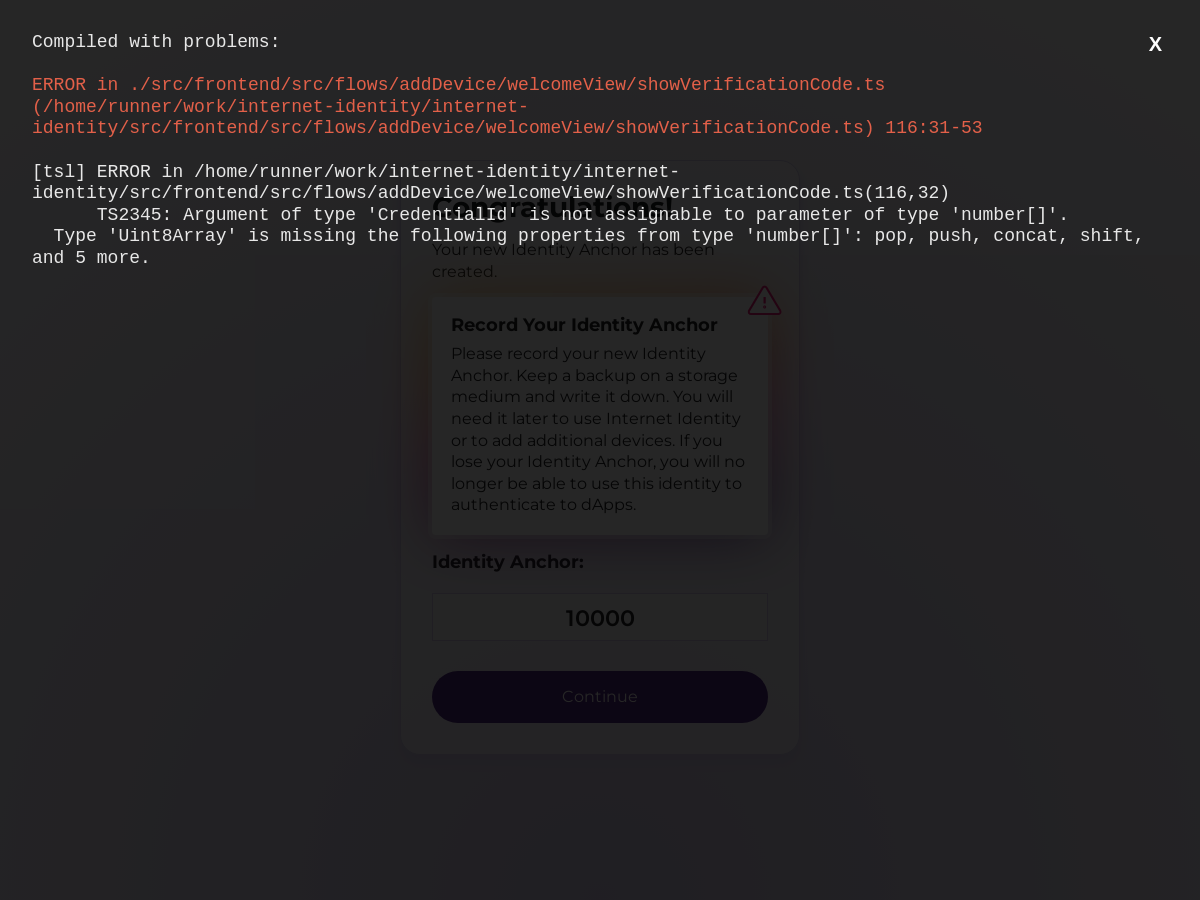 Compiled with problems:
X
ERROR in ./src/frontend/src/flows/addDevice/welcomeView/showVerificationCode.ts
(/home/runner/work/internet-identity/internet-
identity/src/frontend/src/flows/addDevice/welcomeView/showVerificationCode.ts) 116:31-53
[tsl] ERROR in /home/runner/work/internet-identity/internet-
identity/src/frontend/src/flows/addDevice/welcomeView/showVerificationCode.ts(116,32)
TS2345: Argument of type 'CredentialId' is not assignable to parameter of type 'number[]'.
Type 'Uint8Array' is missing the following properties from type 'number[]': pop, push, concat, shift,
and 5 more.
Congratulations!
Your new Identity Anchor has been
created.
Record Your Identity Anchor
Please record your new Identity
Anchor. Keep a backup on a storage
medium and write it down. You will
need it later to use Internet Identity
or to add additional devices. If you
lose your Identity Anchor, you will no
longer be able to use this identity to
authenticate to dApps.
Identity Anchor:
10000
Continue